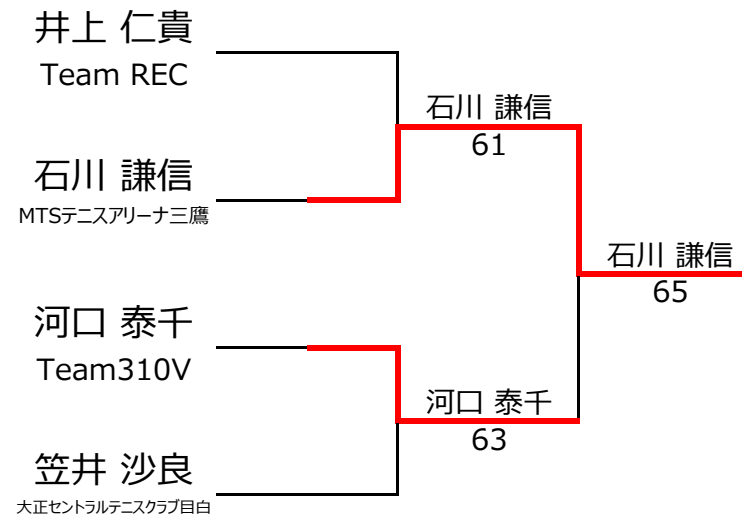 井上 仁貴
Team REC
石川 謙信
61
石川 謙信
MTSテニスアリーナ三鷹
石川 謙信
65
河口 泰千
Team310V
河口 泰千
63
笠井 沙良
大正セントラルテニスクラブ目白